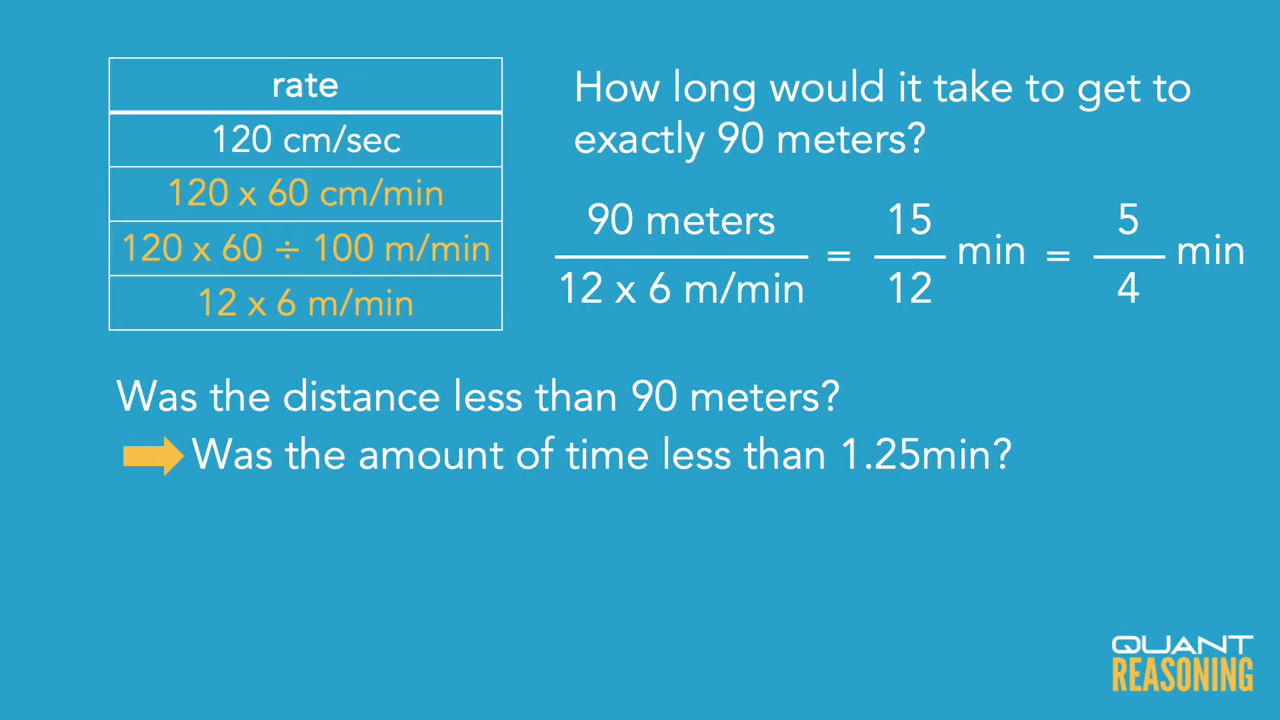 rate
120 cm/sec
120 x 60 cm/min
120 x 60 ÷ 100 m/min
12 x 6 m/min
How long would it take to get to
exactly 90 meters?
90 meters
12 x 6 m/min
=
15
12
min
=
5
4
min
Was the distance less than 90 meters?
Was the amount of time less than 1.25min?
QUANT
REASONING